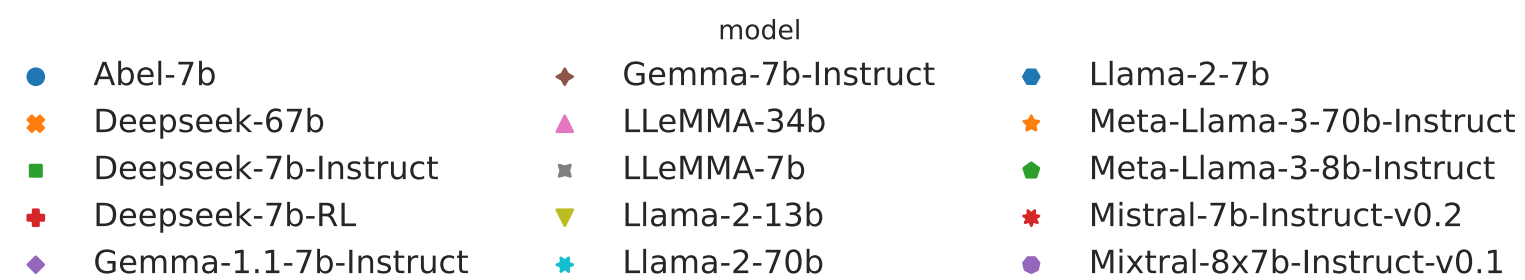 model
Abel-7b
Deepseek-67b
Deepseek-7b-Instruct
Deepseek-7b-RL
Gemma-1.1-7b-Instruct
Gemma-7b-Instruct
LLeMMA-34b
LLeMMA-7b
Llama-2-13b
Llama-2-70b
Llama-2-7b
Meta-Llama-3-70b-Instruct
Meta-Llama-3-8b-Instruct
Mistral-7b-Instruct-v0.2
Mixtral-8x7b-Instruct-v0.1